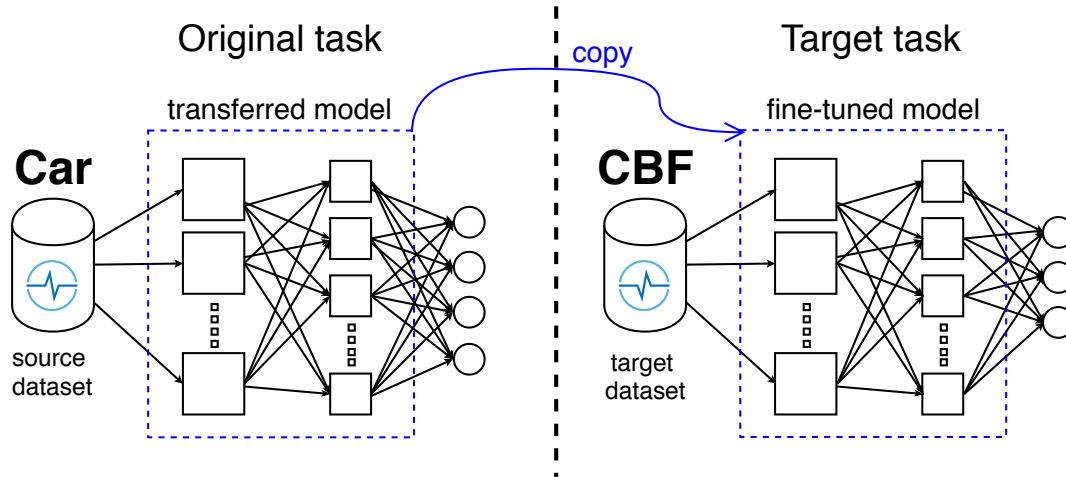 Original task
transferred model
Car
source
dataset
copy
Target task
fine-tuned model
CBF
target
dataset